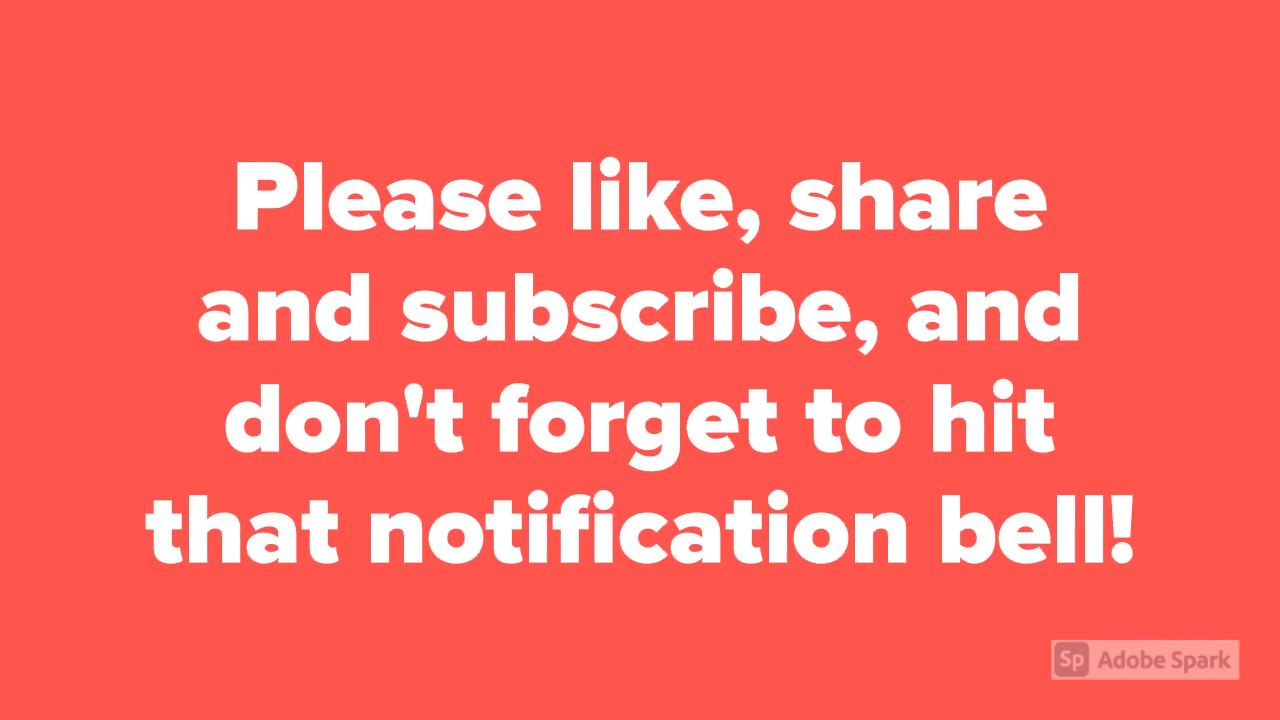 Please like, share
and subscribe, and
don't forget to hit
that notification bell!
Sp Adobe Spark